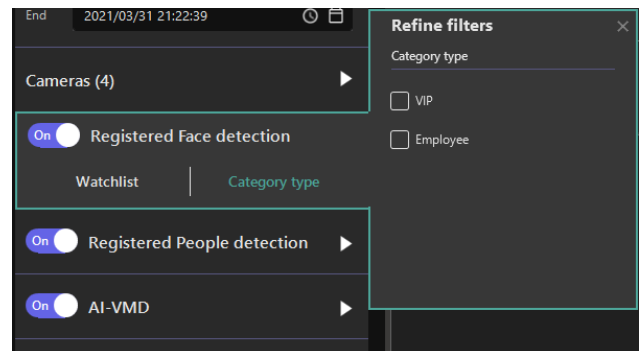 End 2021/03/31 21:22:39
Cameras (4)
On Registered Face detection
Watchlist Category type
On Registered People detection
On AI-VMD
Refine filters
Category type
VIP
Employee